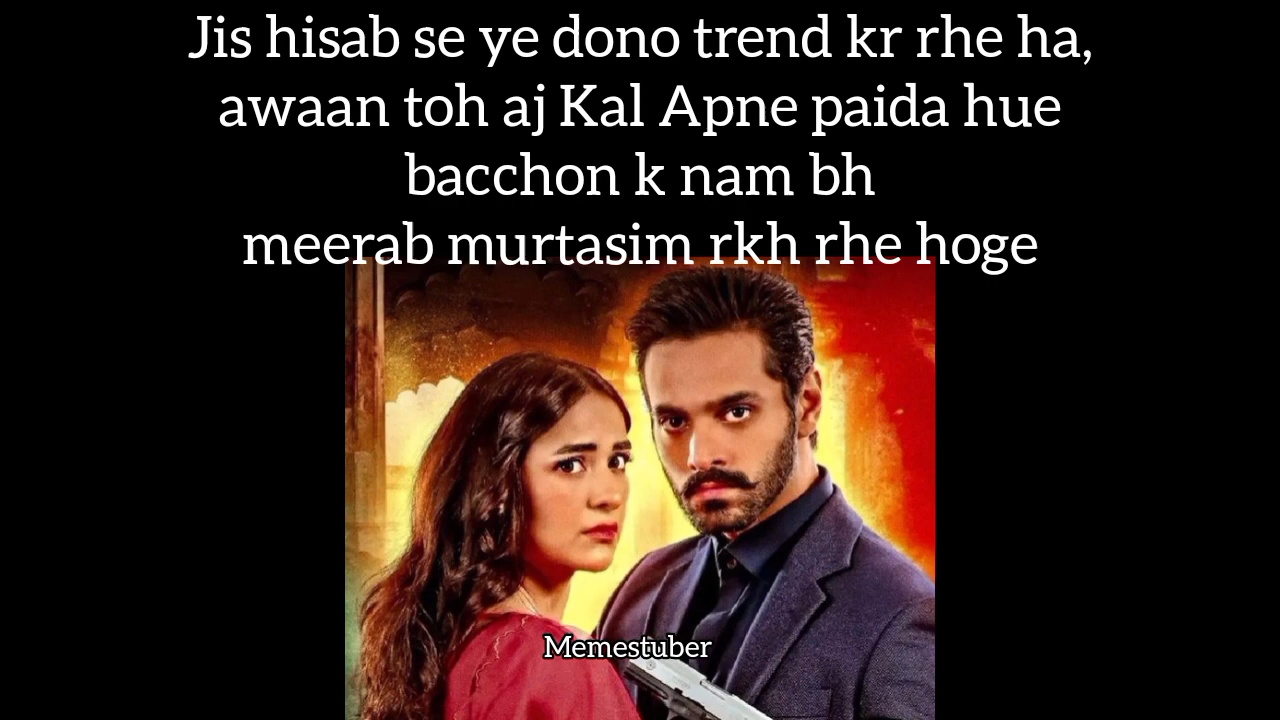 Jis hisab se ye dono trend kr rhe ha,
awaan toh aj Kal Apne paida hue
bacchon k nam bh
meerab murtasim rkh rhe hoge
Memestuber